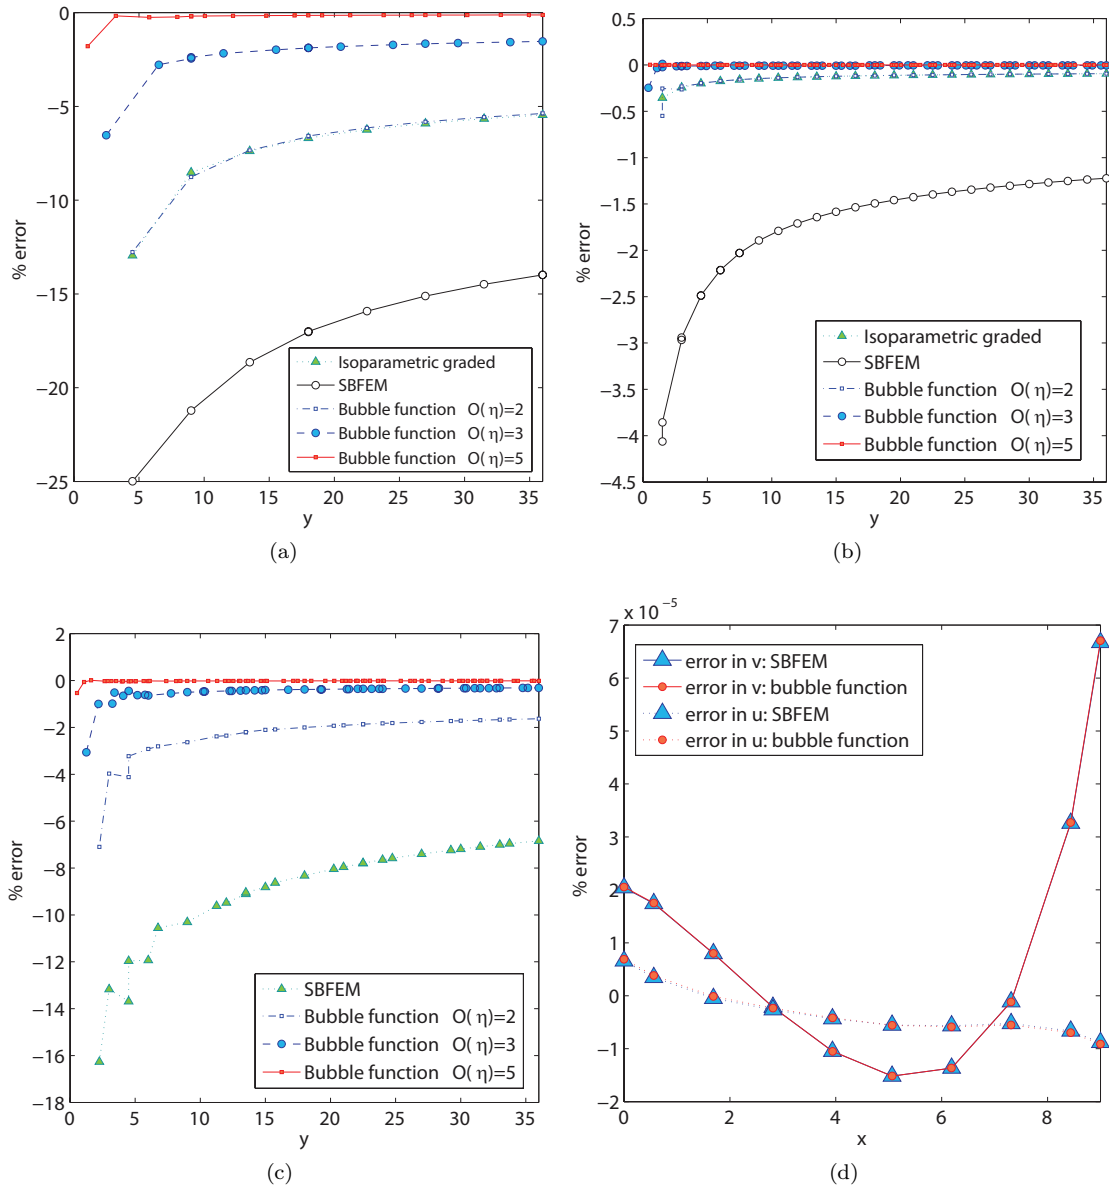 0
−5
−10
−15
−20
−25
% error
0 5 10 15 20 25 30 35
y
Isoparametric graded
SBFEM
Bubble function O( η)=2
Bubble function O( η)=3
Bubble function O( η)=5
(a)
0.5
0
−0.5
−1
−1.5
−2
−2.5
−3
−3.5
−4
−4.5
% error
0 5 10 15 20 25 30 35
y
Isoparametric graded
SBFEM
Bubble function O( η)=2
Bubble function O( η)=3
Bubble function O( η)=5
(b)
2
0
−2
−4
−6
−8
−10
−12
−14
−16
−18
% error
0 5 10 15 20 25 30 35
y
SBFEM
Bubble function O( η)=2
Bubble function O( η)=3
Bubble function O( η)=5
(c)
x 10⁻⁵
7
6
5
4
3
2
1
0
−1
−2
% error
0 2 4 6 8
x
error in v: SBFEM
error in v: bubble function
error in u: SBFEM
error in u: bubble function
(d)